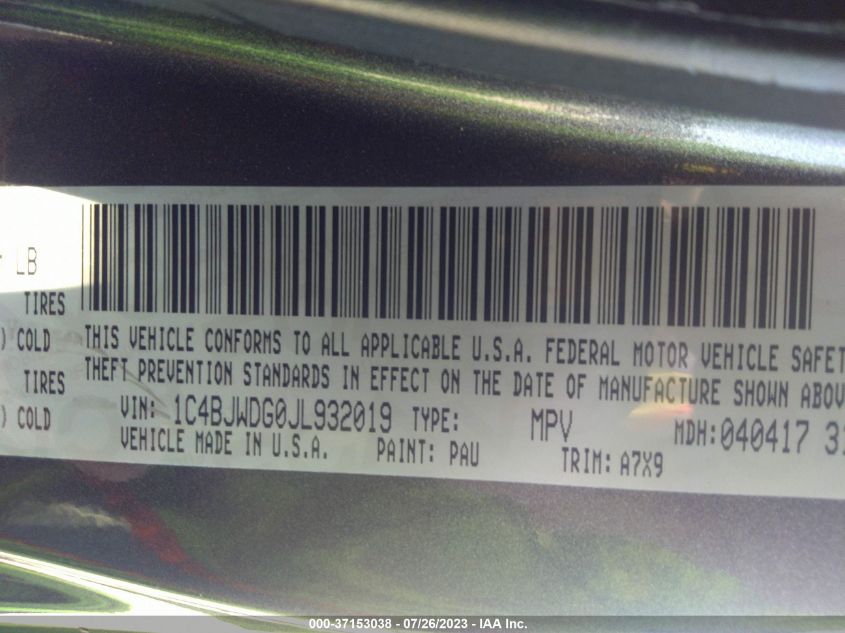 LB
TIRES
) COLD
TIRES
) COLD
THIS VEHICLE CONFORMS TO ALL APPLICABLE U.S.A. FEDERAL MOTOR VEHICLE SAFET
THEFT PREVENTION STANDARDS IN EFFECT ON THE DATE OF MANUFACTURE SHOWN ABOV
VIN: 1C4BJWDG0JL932019 TYPE: MPV MDH:040417 31
VEHICLE MADE IN U.S.A. PAINT: PAU TRIM: A7X9
000-37153038 - 07/26/2023 - IAA Inc.